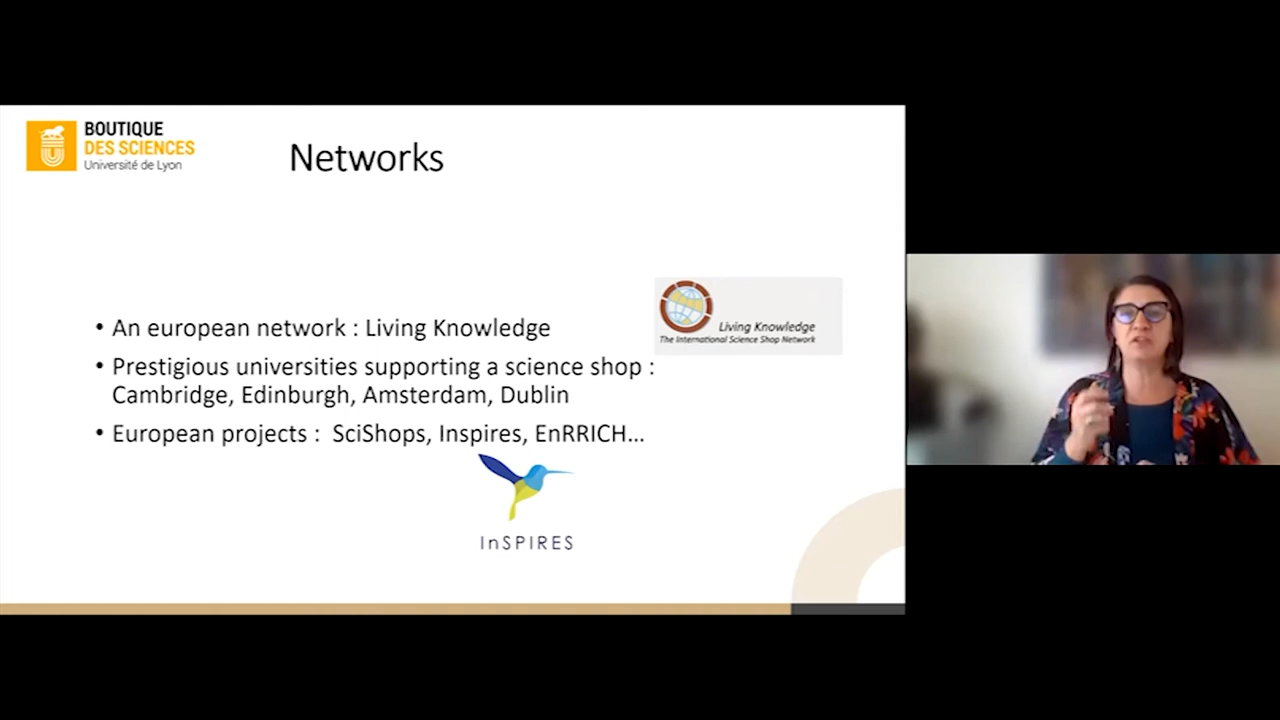 BOUTIQUE
DES SCIENCES
Université de Lyon
Networks
• An european network : Living Knowledge
• Prestigious universities supporting a science shop :
Cambridge, Edinburgh, Amsterdam, Dublin
• European projects : SciShops, Inspires, EnRRICH...
Living Knowledge
The International Science Shop Network
InSPIRES